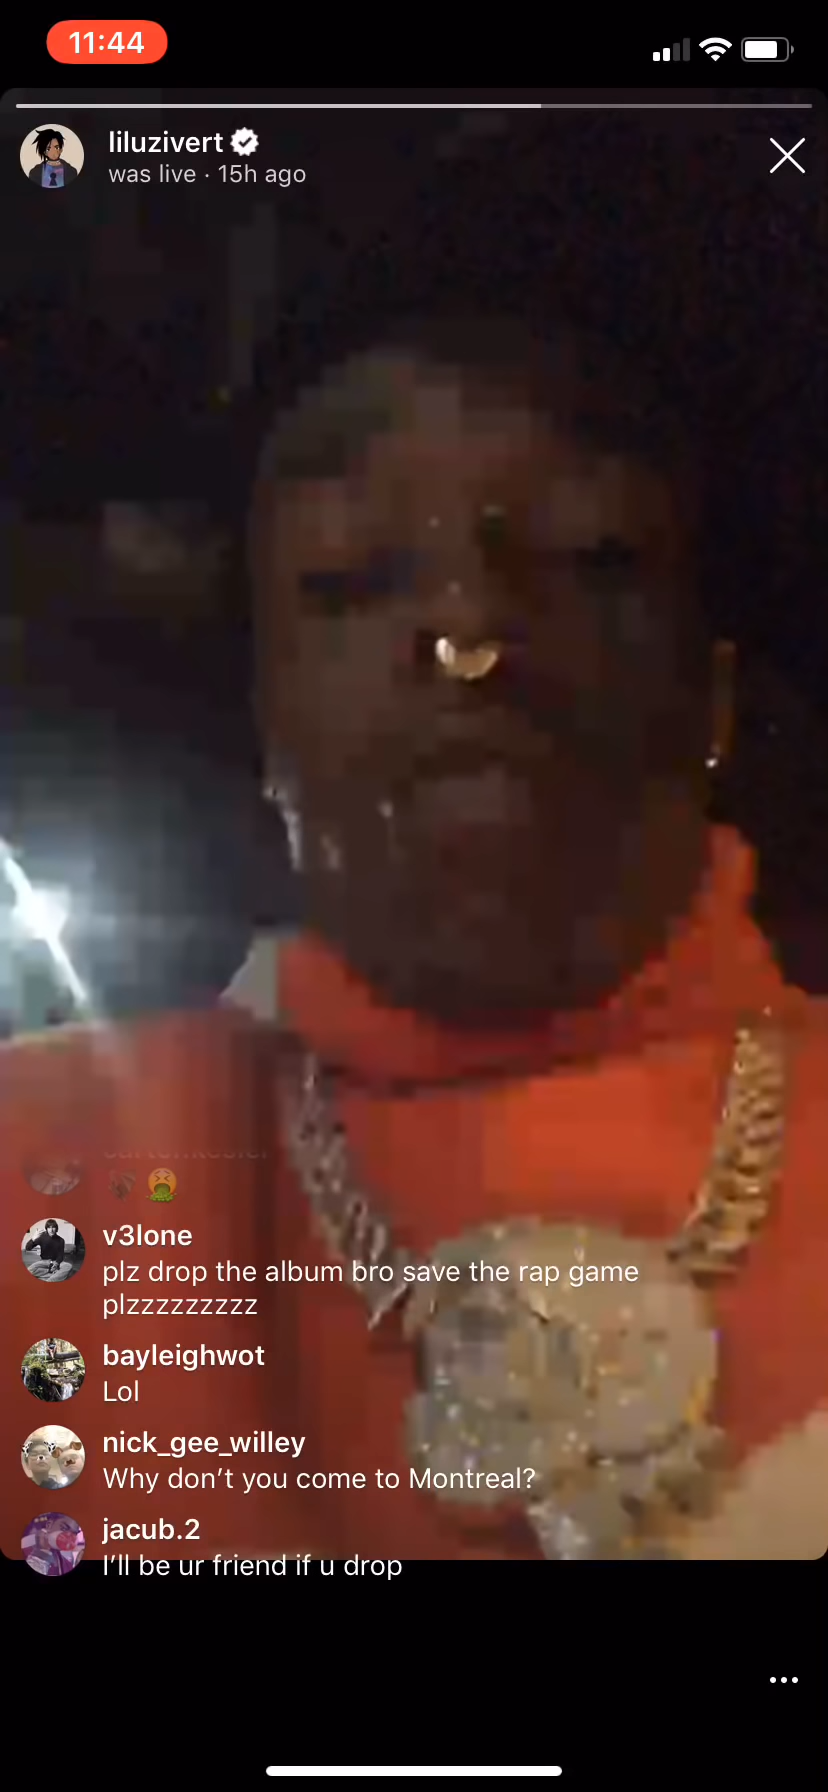 11:44
liluzivert
was live · 15h ago
v3lone
plz drop the album bro save the rap game
plzzzzzzzzz
bayleighwot
Lol
nick_gee_willey
Why don't you come to Montreal?
jacub.2
I'll be ur friend if u drop